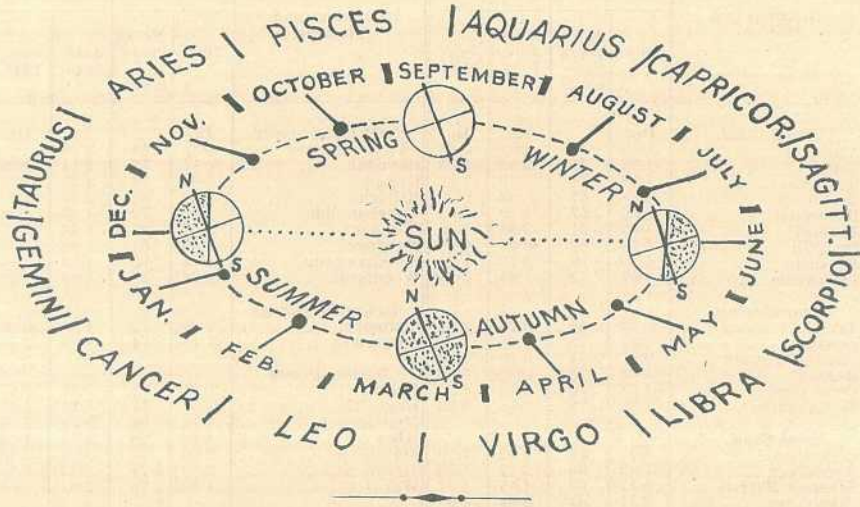 PISCES
AQUARIUS
CAPRICOR.
SAGITT.
OCTOBER
SEPTEMBER
AUGUST
JULY
JUNE
SPRING
WINTER
N
S
ARIES
TAURUS
NOV.
DEC.
N
S
SUN
N
S
GEMINI
JAN.
SUMMER
AUTUMN
N
S
CANCER
FEB.
MARCH
APRIL
MAY
LEO
VIRGO
LIBRA
SCORPIO